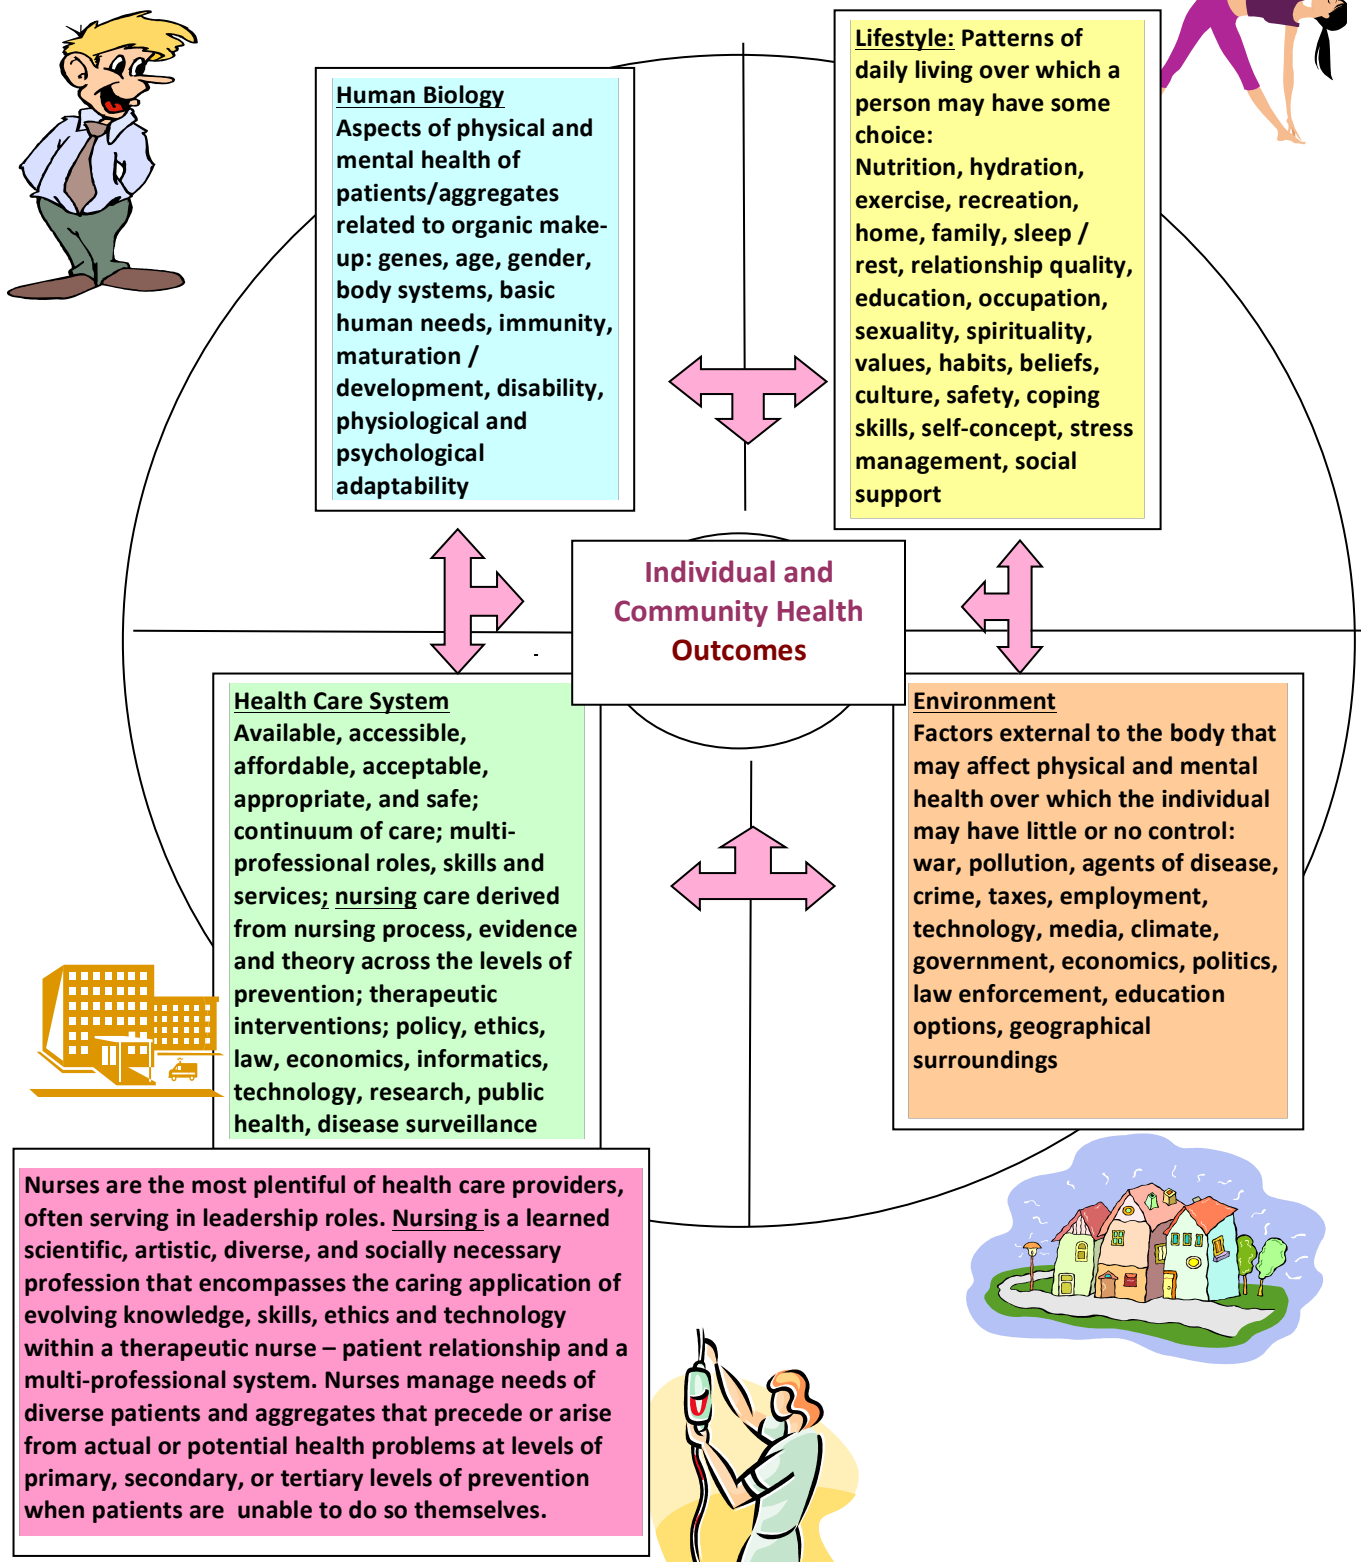 Human Biology
Aspects of physical and
mental health of
patients/aggregates
related to organic make-
up: genes, age, gender,
body systems, basic
human needs, immunity,
maturation /
development, disability,
physiological and
psychological
adaptability
Lifestyle: Patterns of
daily living over which a
person may have some
choice:
Nutrition, hydration,
exercise, recreation,
home, family, sleep /
rest, relationship quality,
education, occupation,
sexuality, spirituality,
values, habits, beliefs,
culture, safety, coping
skills, self-concept, stress
management, social
support
Individual and
Community Health
Outcomes
-
Health Care System
Available, accessible,
affordable, acceptable,
appropriate, and safe;
continuum of care; multi-
professional roles, skills and
services; nursing care derived
from nursing process, evidence
and theory across the levels of
prevention; therapeutic
interventions; policy, ethics,
law, economics, informatics,
technology, research, public
health, disease surveillance
Environment
Factors external to the body that
may affect physical and mental
health over which the individual
may have little or no control:
war, pollution, agents of disease,
crime, taxes, employment,
technology, media, climate,
government, economics, politics,
law enforcement, education
options, geographical
surroundings
Nurses are the most plentiful of health care providers,
often serving in leadership roles. Nursing is a learned
scientific, artistic, diverse, and socially necessary
profession that encompasses the caring application of
evolving knowledge, skills, ethics and technology
within a therapeutic nurse – patient relationship and a
multi-professional system. Nurses manage needs of
diverse patients and aggregates that precede or arise
from actual or potential health problems at levels of
primary, secondary, or tertiary levels of prevention
when patients are  unable to do so themselves.